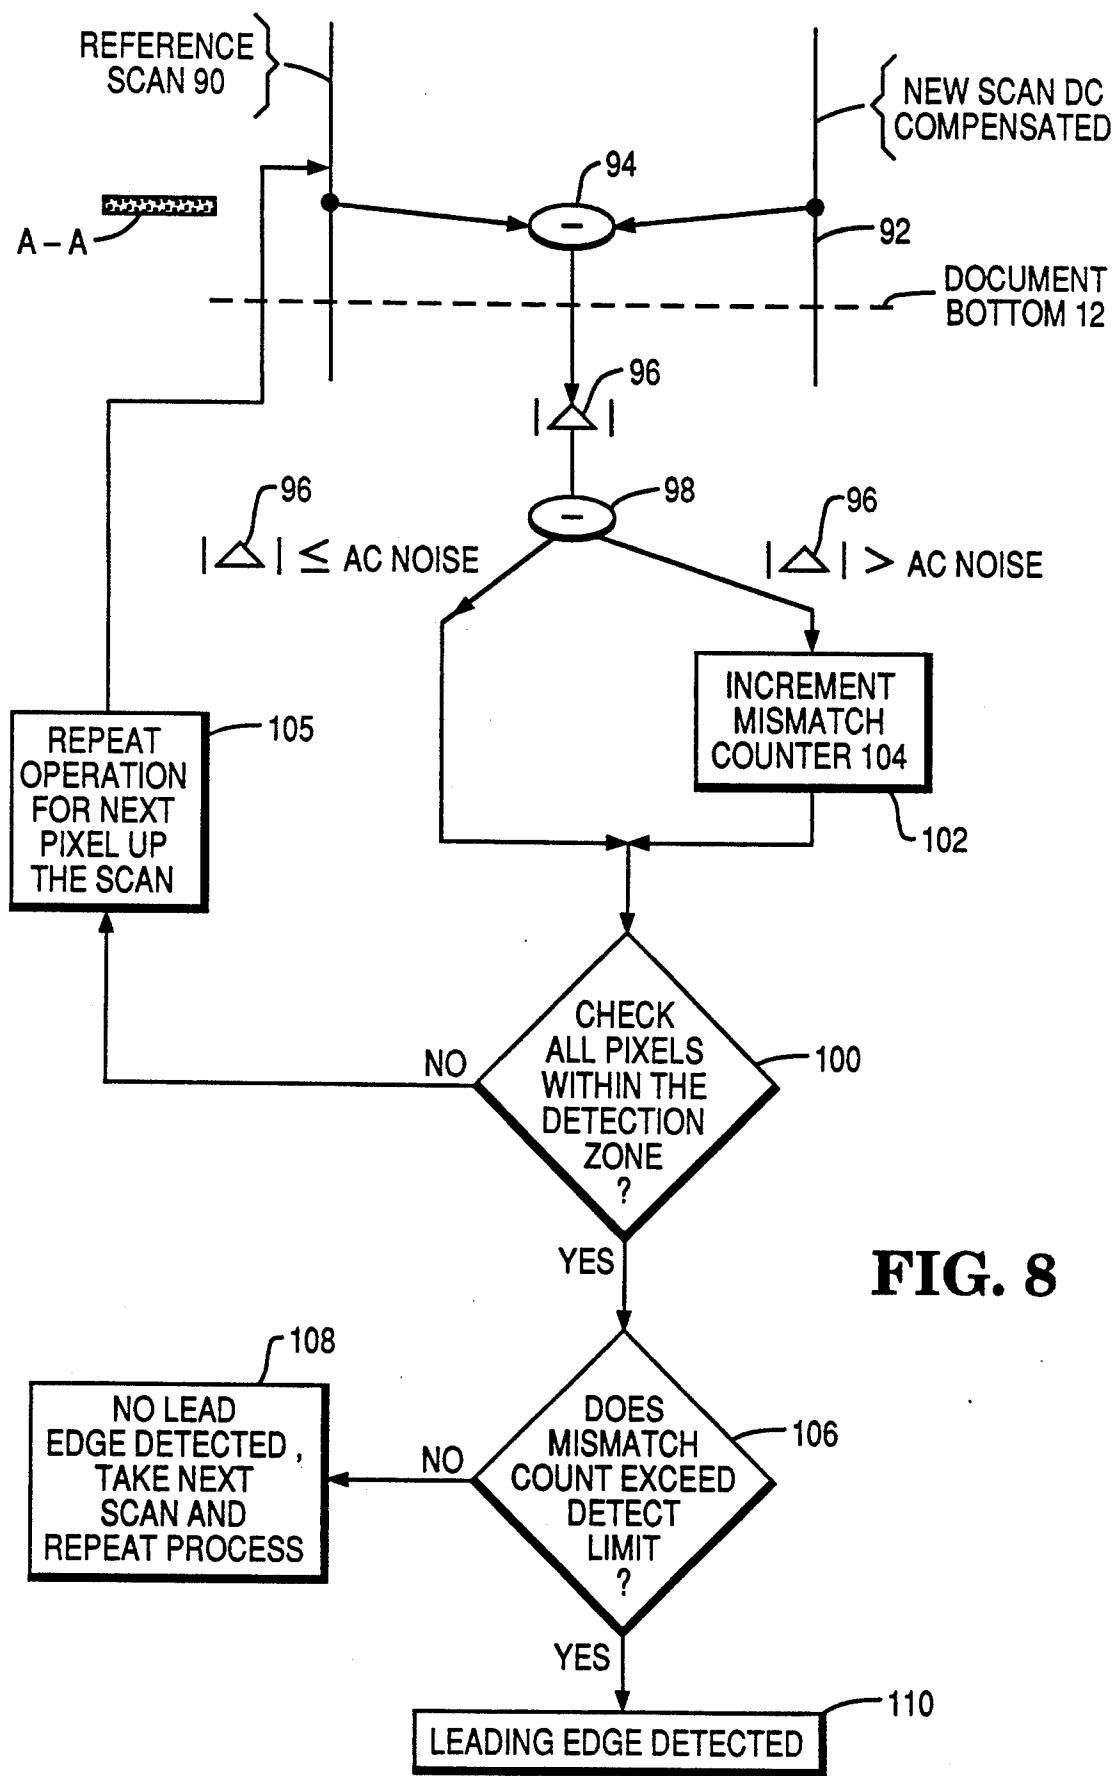 REFERENCE
SCAN 90
NEW SCAN DC
COMPENSATED
94
A – A
92
DOCUMENT
BOTTOM 12
96
| △ |
96
98
96
| △ | ≤ AC NOISE
| △ | > AC NOISE
INCREMENT
MISMATCH
COUNTER 104
102
105
REPEAT
OPERATION
FOR NEXT
PIXEL UP
THE SCAN
CHECK
ALL PIXELS
WITHIN THE
DETECTION
ZONE
?
100
NO
YES
FIG. 8
108
NO LEAD
EDGE DETECTED ,
TAKE NEXT
SCAN AND
REPEAT PROCESS
NO
DOES
MISMATCH
COUNT EXCEED
DETECT
LIMIT
?
106
YES
110
LEADING EDGE DETECTED